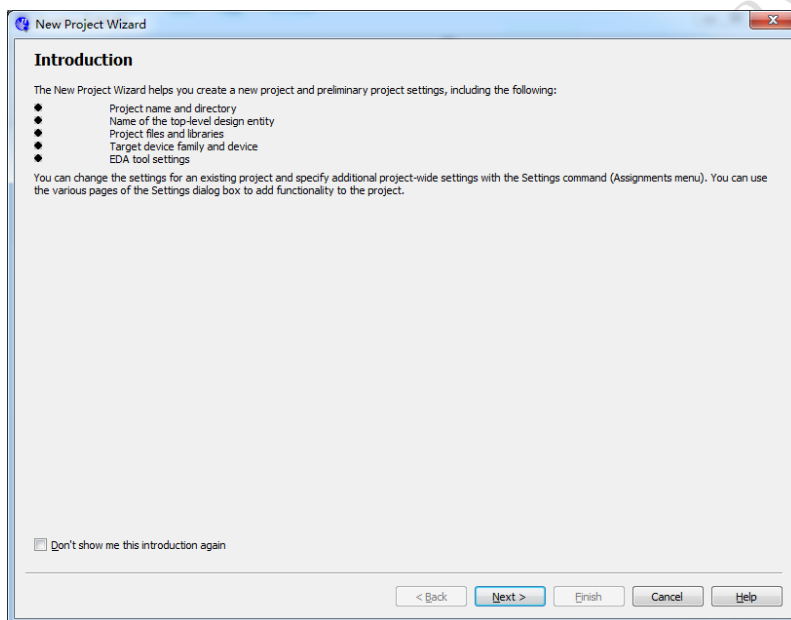 New Project Wizard
Introduction
The New Project Wizard helps you create a new project and preliminary project settings, including the following:
Project name and directory
Name of the top-level design entity
Project files and libraries
Target device family and device
EDA tool settings
You can change the settings for an existing project and specify additional project-wide settings with the Settings command (Assignments menu). You can use
the various pages of the Settings dialog box to add functionality to the project.
Don't show me this introduction again
< Back Next > Finish Cancel Help